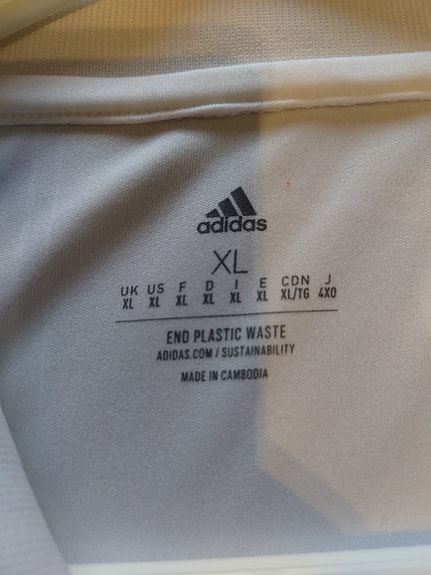 adidas
XL
UK US F D I E CDN J
XL XL XL XL XL XL XL/TG 4XO
END PLASTIC WASTE
ADIDAS.COM / SUSTAINABILITY
MADE IN CAMBODIA